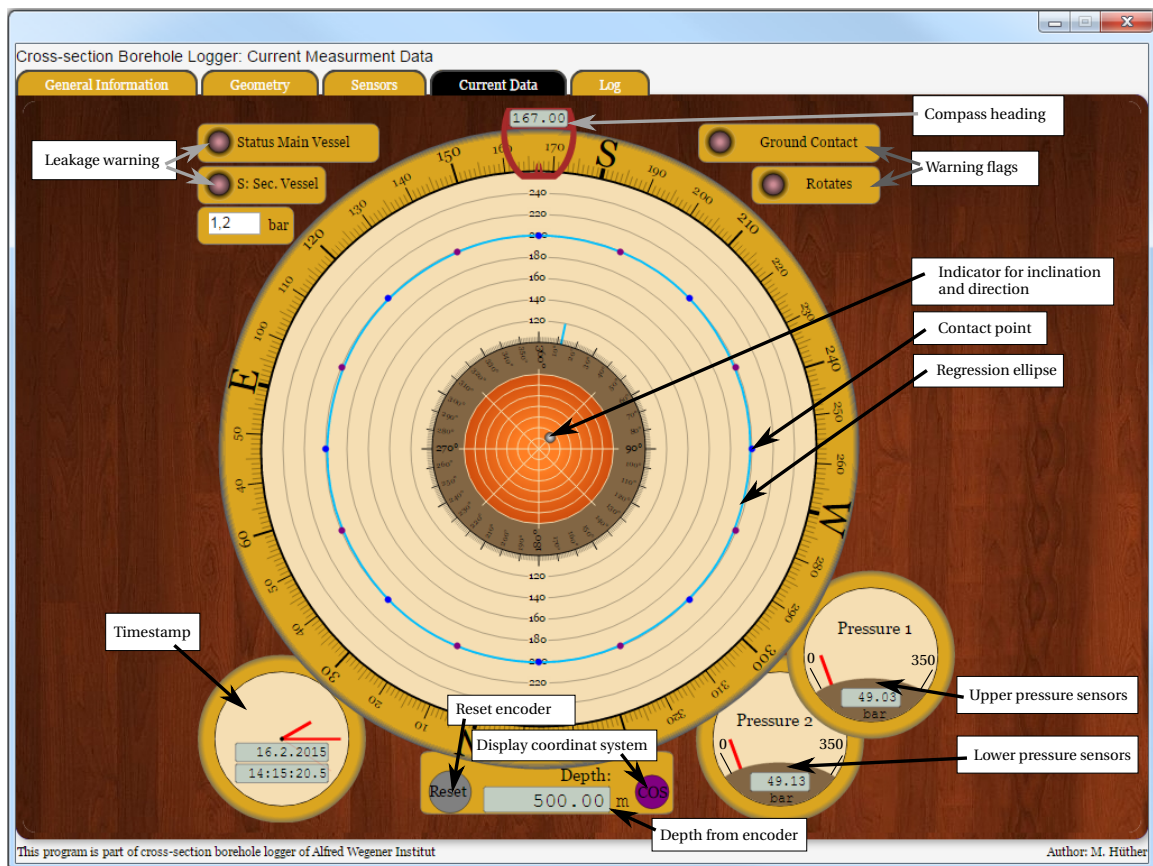 Cross-section Borehole Logger: Current Measurment Data
General Information
Geometry
Sensors
Current Data
Log
167.00
Compass heading
Leakage warning
Status Main Vessel
S: Sec. Vessel
1,2 bar
Ground Contact
Rotates
Warning flags
S
W
E
10
20
30
40
50
60
100
110
120
130
140
150
160
170
190
200
210
220
230
240
250
260
280
290
300
310
320
240
220
200
180
160
140
120
120
140
160
180
200
220
90°
180°
270°
Indicator for inclination
and direction
Contact point
Regression ellipse
Timestamp
16.2.2015
14:15:20.5
Reset encoder
Display coordinat system
Reset
Depth:
500.00 m
COS
Depth from encoder
Pressure 1
0
350
49.03
bar
Upper pressure sensors
Pressure 2
0
350
49.13
bar
Lower pressure sensors
This program is part of cross-section borehole logger of Alfred Wegener Institut
Author: M. Hüther